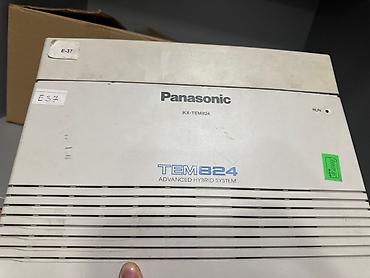 E-37
E37
Panasonic
KX-TEM824
RUN
TEM824
ADVANCED HYBRID SYSTEM